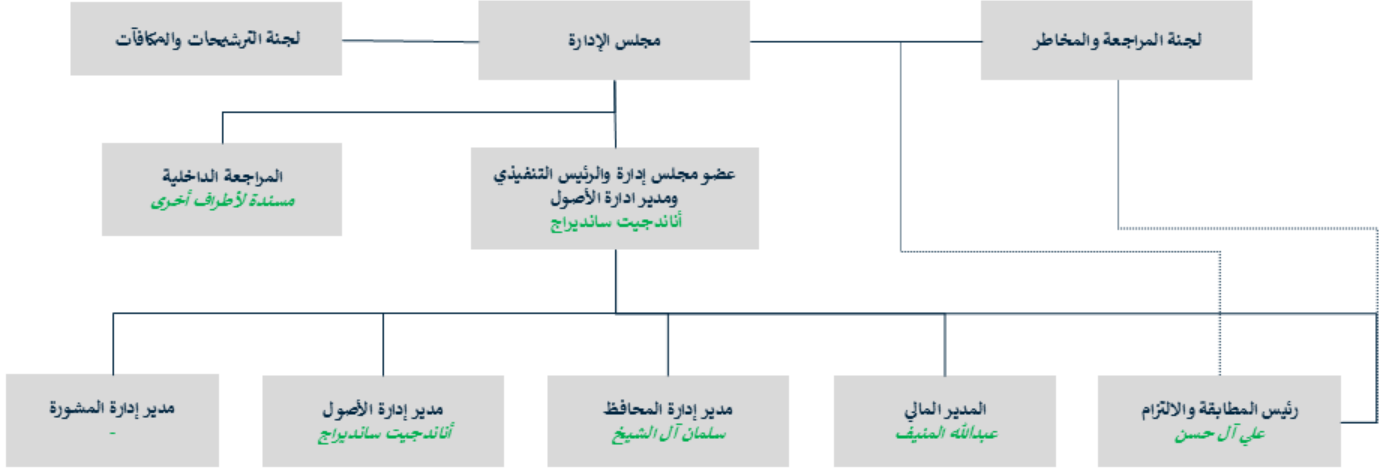 لجنة المراجعة والمخاطر
مجلس الإدارة
لجنة الترشيحات والمكافآت
عضو مجلس إدارة والرئيس التنفيذي
ومدير ادارة الأصول
أناندجيت سانديراج
المراجعة الداخلية
مسندة لأطراف أخرى
رئيس المطابقة والالتزام
علي آل حسن
المدير المالي
عبدالله المنيف
مدير إدارة المحافظ
سلمان آل الشيخ
مدير إدارة الأصول
أناندجيت سانديراج
مدير إدارة المشورة
-